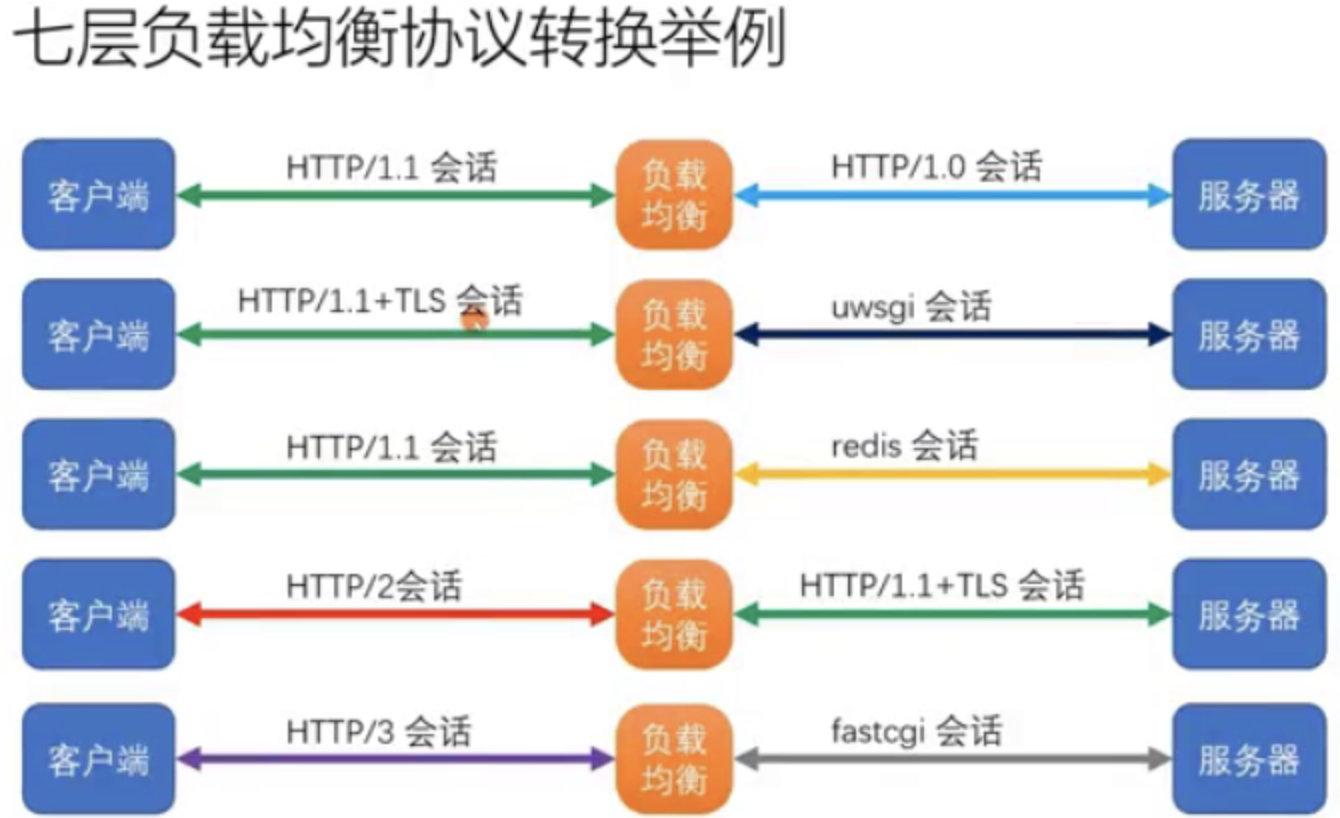 七层负载均衡协议转换举例
客户端
HTTP/1.1 会话
负载
均衡
HTTP/1.0 会话
服务器
客户端
HTTP/1.1+TLS 会话
负载
均衡
uwsgi 会话
服务器
客户端
HTTP/1.1 会话
负载
均衡
redis 会话
服务器
客户端
HTTP/2会话
负载
均衡
HTTP/1.1+TLS 会话
服务器
客户端
HTTP/3 会话
负载
均衡
fastcgi 会话
服务器